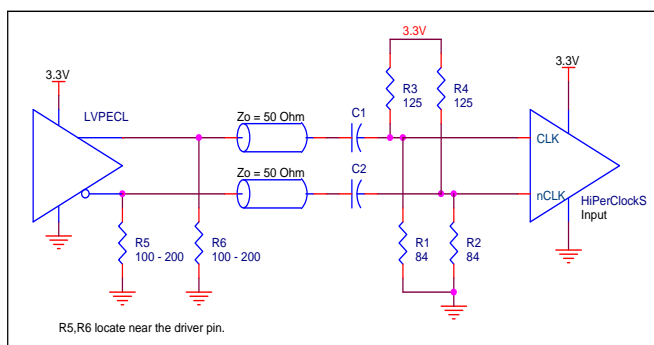 3.3V
3.3V
3.3V
LVPECL
R3
125
R4
125
Zo = 50 Ohm
C1
CLK
Zo = 50 Ohm
C2
nCLK
HiPerClockS
Input
R5
100 - 200
R6
100 - 200
R1
84
R2
84
R5,R6 locate near the driver pin.